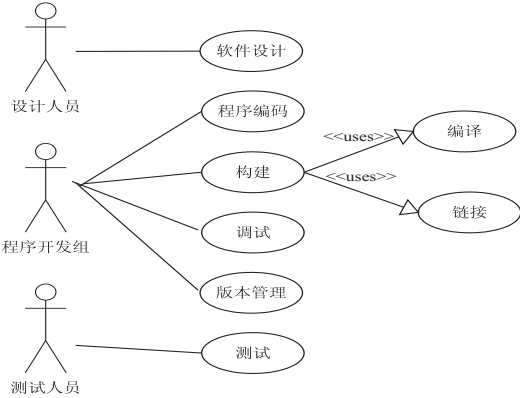 软件设计
设计人员
程序编码
<<uses>>
编译
构建
<<uses>>
链接
程序开发组
调试
版本管理
测试
测试人员